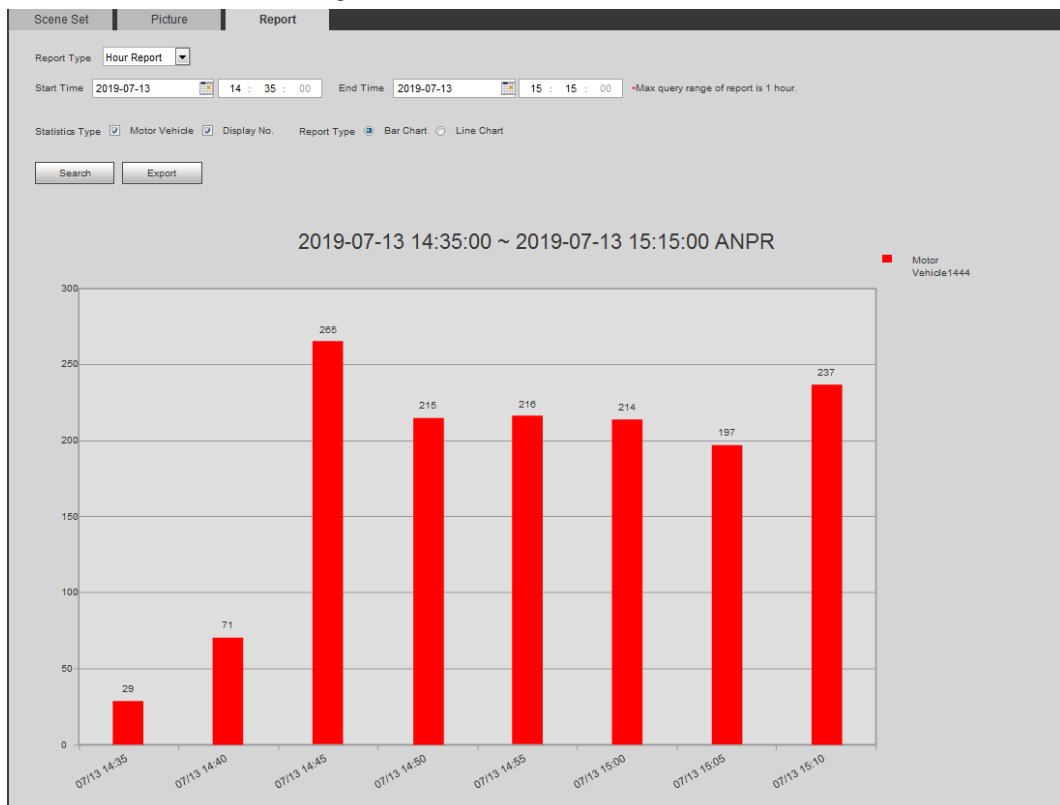 Scene Set Picture Report
Report Type Hour Report
Start Time 2019-07-13 14 : 35 : 00 End Time 2019-07-13 15 : 15 : 00 *Max query range of report is 1 hour.
Statistics Type Motor Vehicle Display No. Report Type Bar Chart Line Chart
Search Export
2019-07-13 14:35:00 ~ 2019-07-13 15:15:00 ANPR
Motor
Vehicle1444
300
265
250
237
215 216 214
200
197
150
100
71
50
29
0
07/13 14:35 07/13 14:40 07/13 14:45 07/13 14:50 07/13 14:55 07/13 15:00 07/13 15:05 07/13 15:10